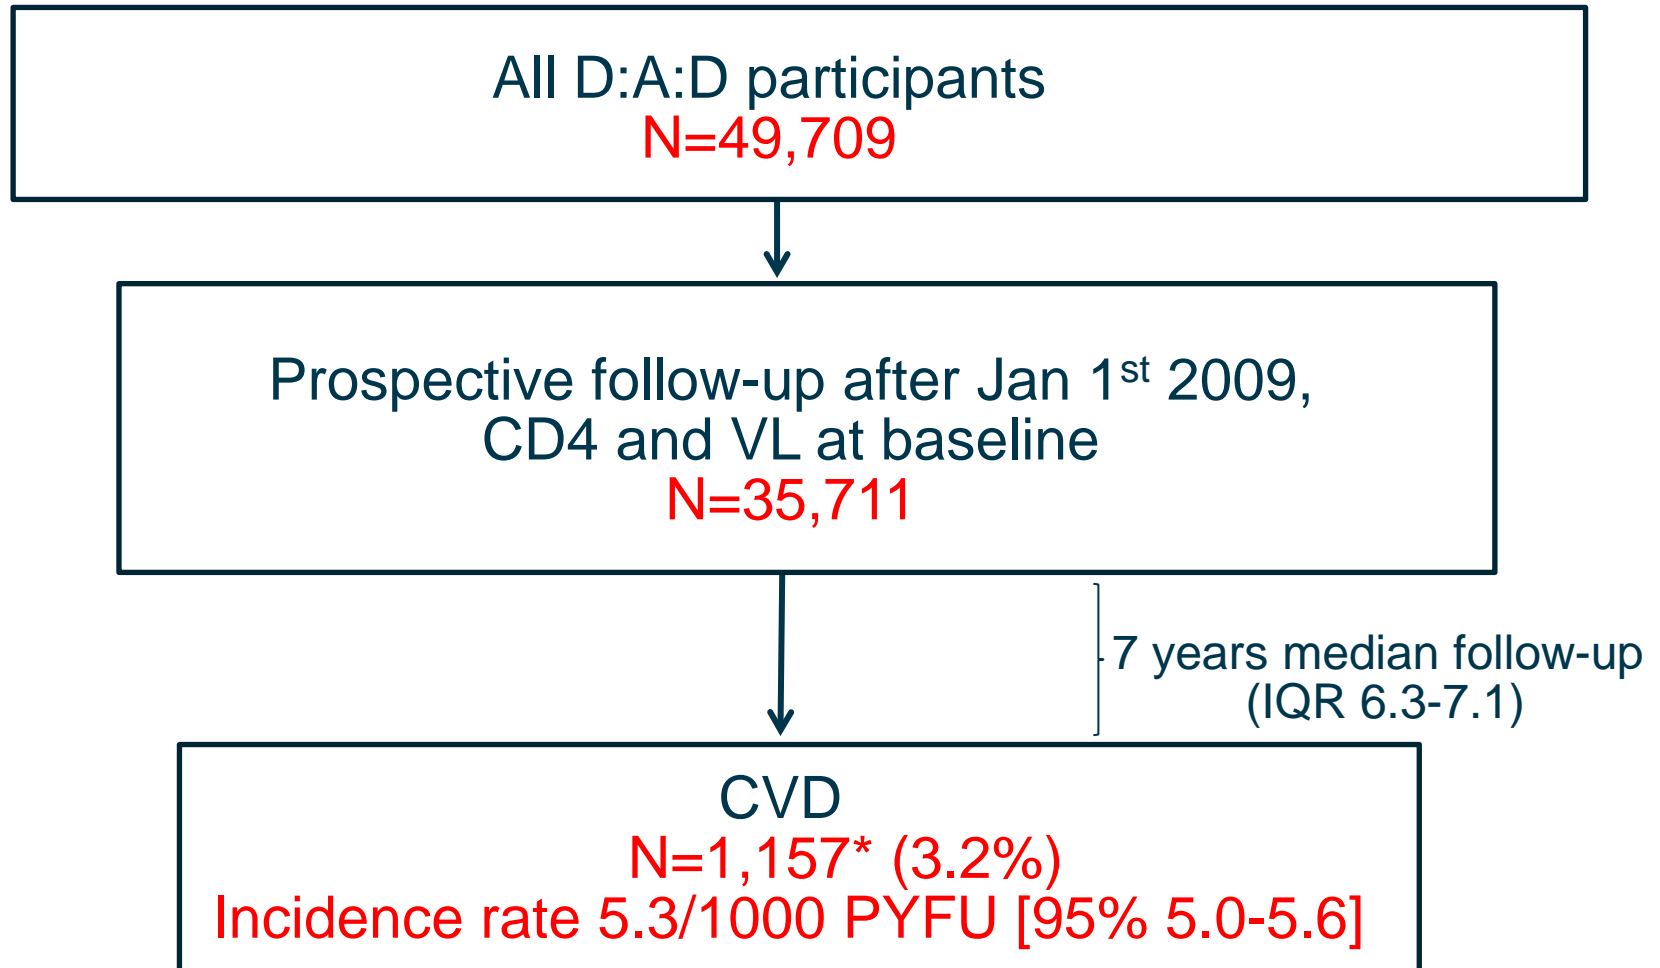 All D:A:D participants
N=49,709
Prospective follow-up after Jan 1st 2009,
CD4 and VL at baseline
N=35,711
7 years median follow-up
(IQR 6.3-7.1)
CVD
N=1,157* (3.2%)
Incidence rate 5.3/1000 PYFU [95% 5.0-5.6]